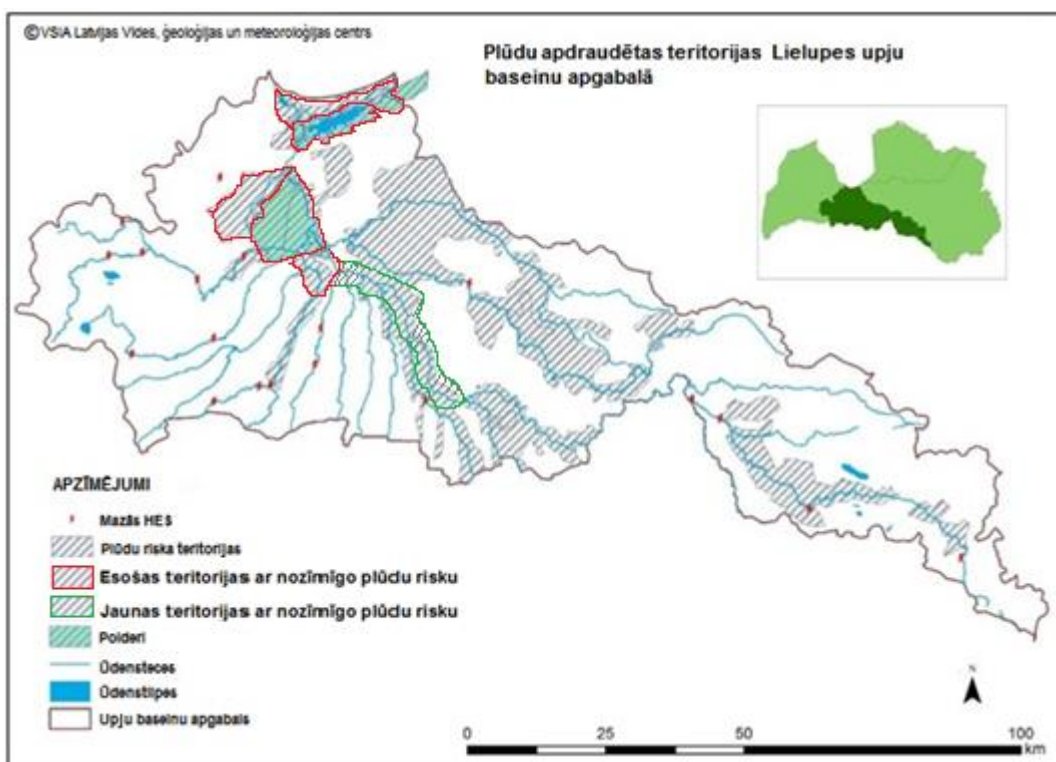 ©VSIA Latvijas Vides, ģeoloģijas un meteoroloģijas centrs
Plūdu apdraudētas teritorijas Lielupes upju
baseinu apgabalā
APZĪMĒJUMI
Mazās HES
Plūdu riska teritorijas
Esošas teritorijas ar nozīmīgo plūdu risku
Jaunas teritorijas ar nozīmīgo plūdu risku
Polderi
Ūdensteces
Ūdenstilpes
Upju baseinu apgabals
N
0 25 50 100
km